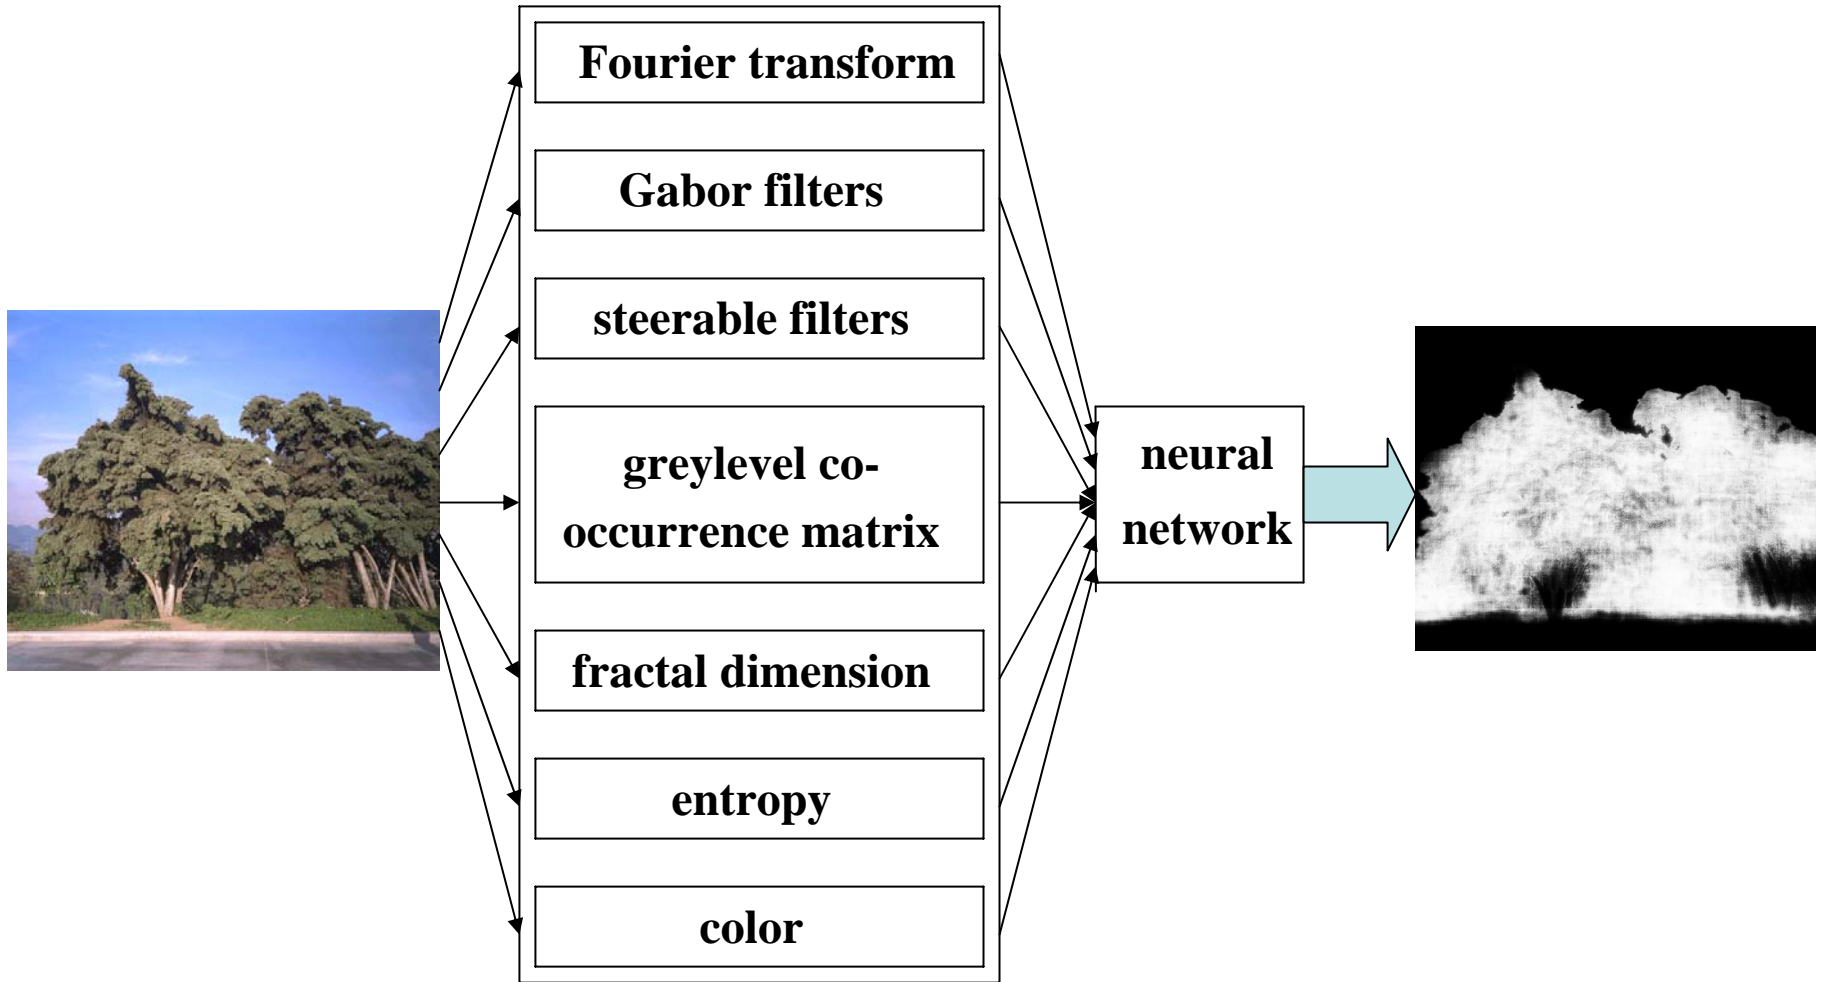 Fourier transform
Gabor filters
steerable filters
greylevel co-
occurrence matrix
fractal dimension
entropy
color
neural
network